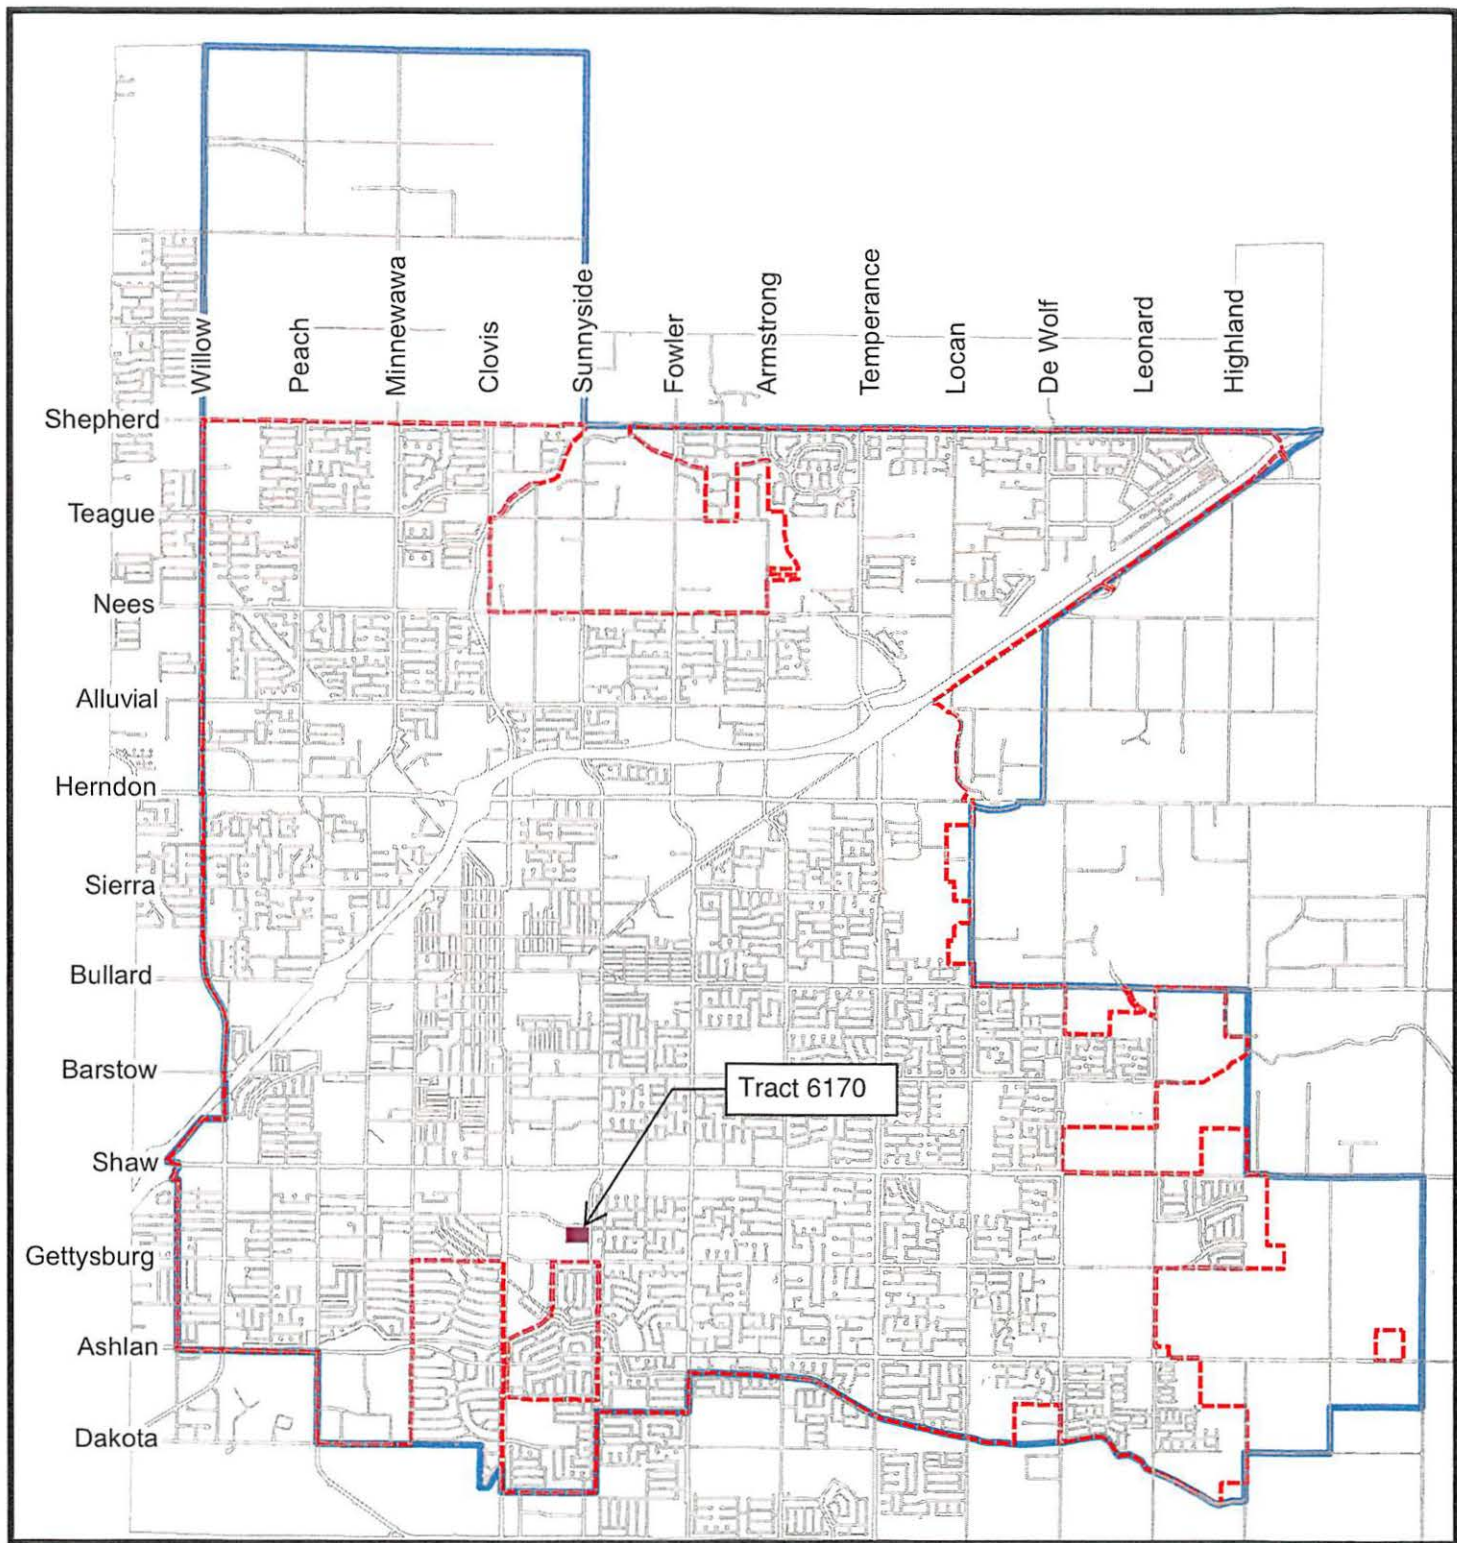 Willow
Peach
Minnewawa
Clovis
Sunnyside
Fowler
Armstrong
Temperance
Locan
De Wolf
Leonard
Highland
Shepherd
Teague
Nees
Alluvial
Herndon
Sierra
Bullard
Barstow
Tract 6170
Shaw
Gettysburg
Ashlan
Dakota